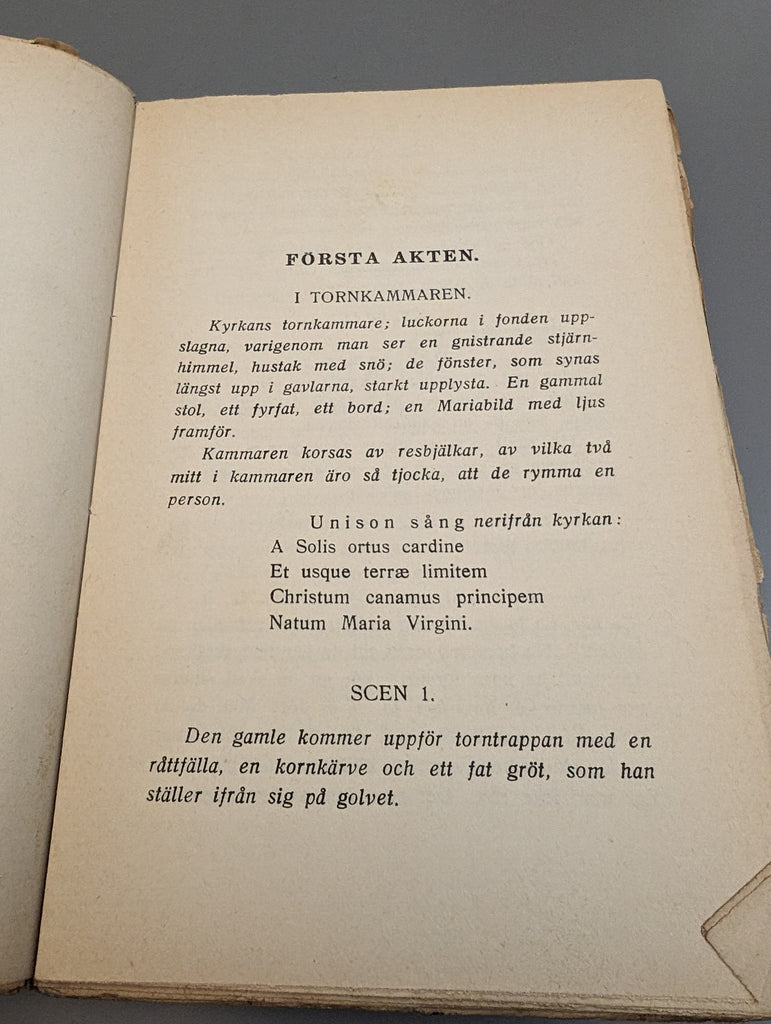 FÖRSTA AKTEN.
I TORNKAMMAREN.
Kyrkans tornkammare; luckorna i fonden upp-
slagna, varigenom man ser en gnistrande stjärn-
himmel, hustak med snö; de fönster, som synas
längst upp i gavlarna, starkt upplysta. En gammal
stol, ett fyrfat, ett bord; en Mariabild med ljus
framför.
Kammaren korsas av resbjälkar, av vilka två
mitt i kammaren äro så tjocka, att de rymma en
person.
Unison sång nerifrån kyrkan:
A Solis ortus cardine
Et usque terræ limitem
Christum canamus principem
Natum Maria Virgini.
SCEN 1.
Den gamle kommer uppför torntrappan med en
råttfälla, en kornkärve och ett fat gröt, som han
ställer ifrån sig på golvet.